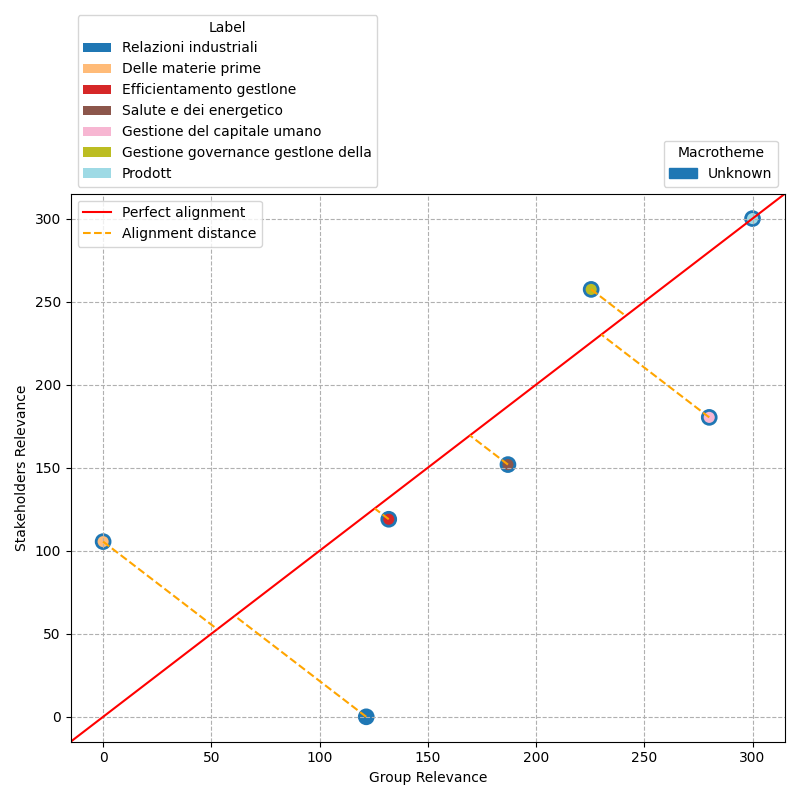 Label
Relazioni industriali
Delle materie prime
Efficientamento gestlone
Salute e dei energetico
Gestione del capitale umano
Gestione governance gestlone della
Prodott
Macrotheme
Unknown
Perfect alignment
Alignment distance
300
250
200
150
100
50
0
Stakeholders Relevance
0 50 100 150 200 250 300
Group Relevance